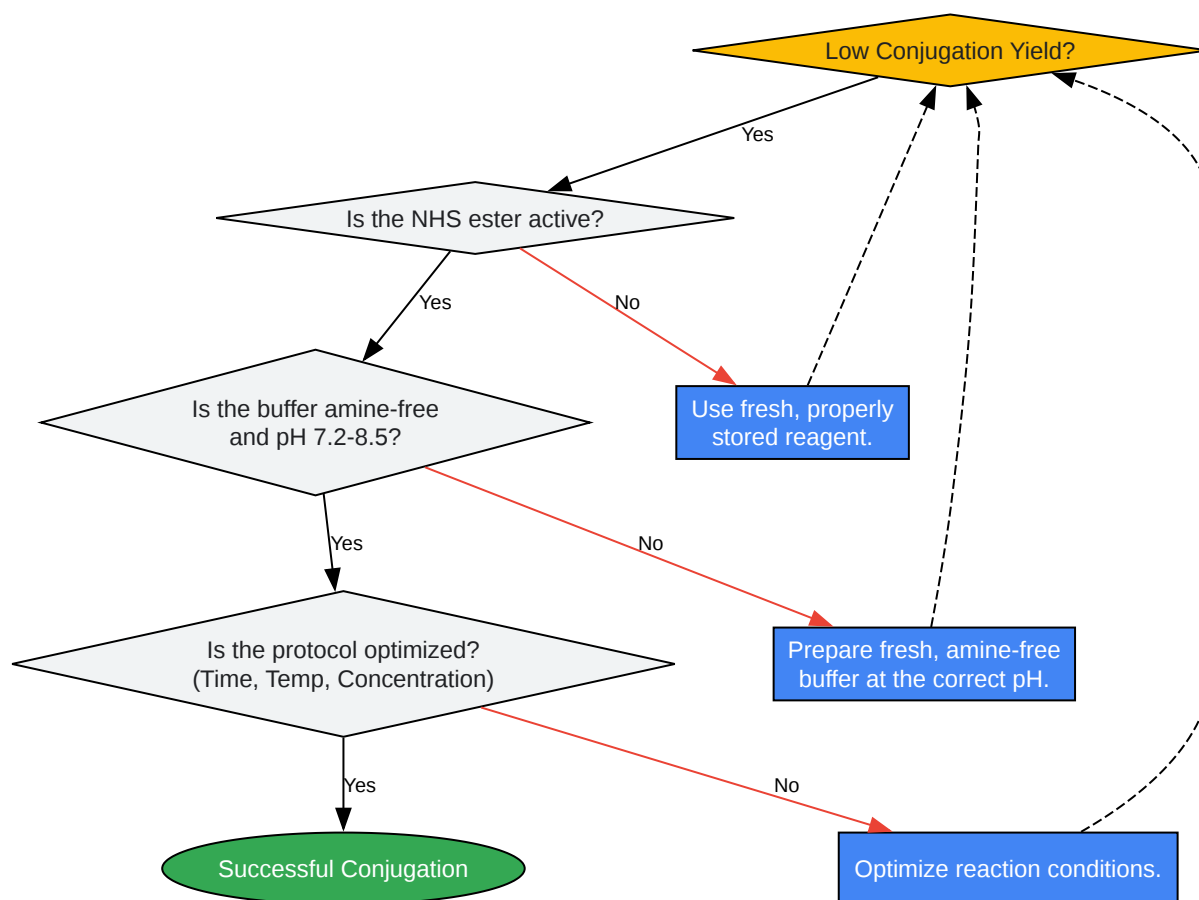 Low Conjugation Yield?
Yes
Is the NHS ester active?
Yes
No
Use fresh, properly
stored reagent.
Is the buffer amine-free
and pH 7.2-8.5?
Yes
No
Prepare fresh, amine-free
buffer at the correct pH.
Is the protocol optimized?
(Time, Temp, Concentration)
Yes
No
Successful Conjugation
Optimize reaction conditions.